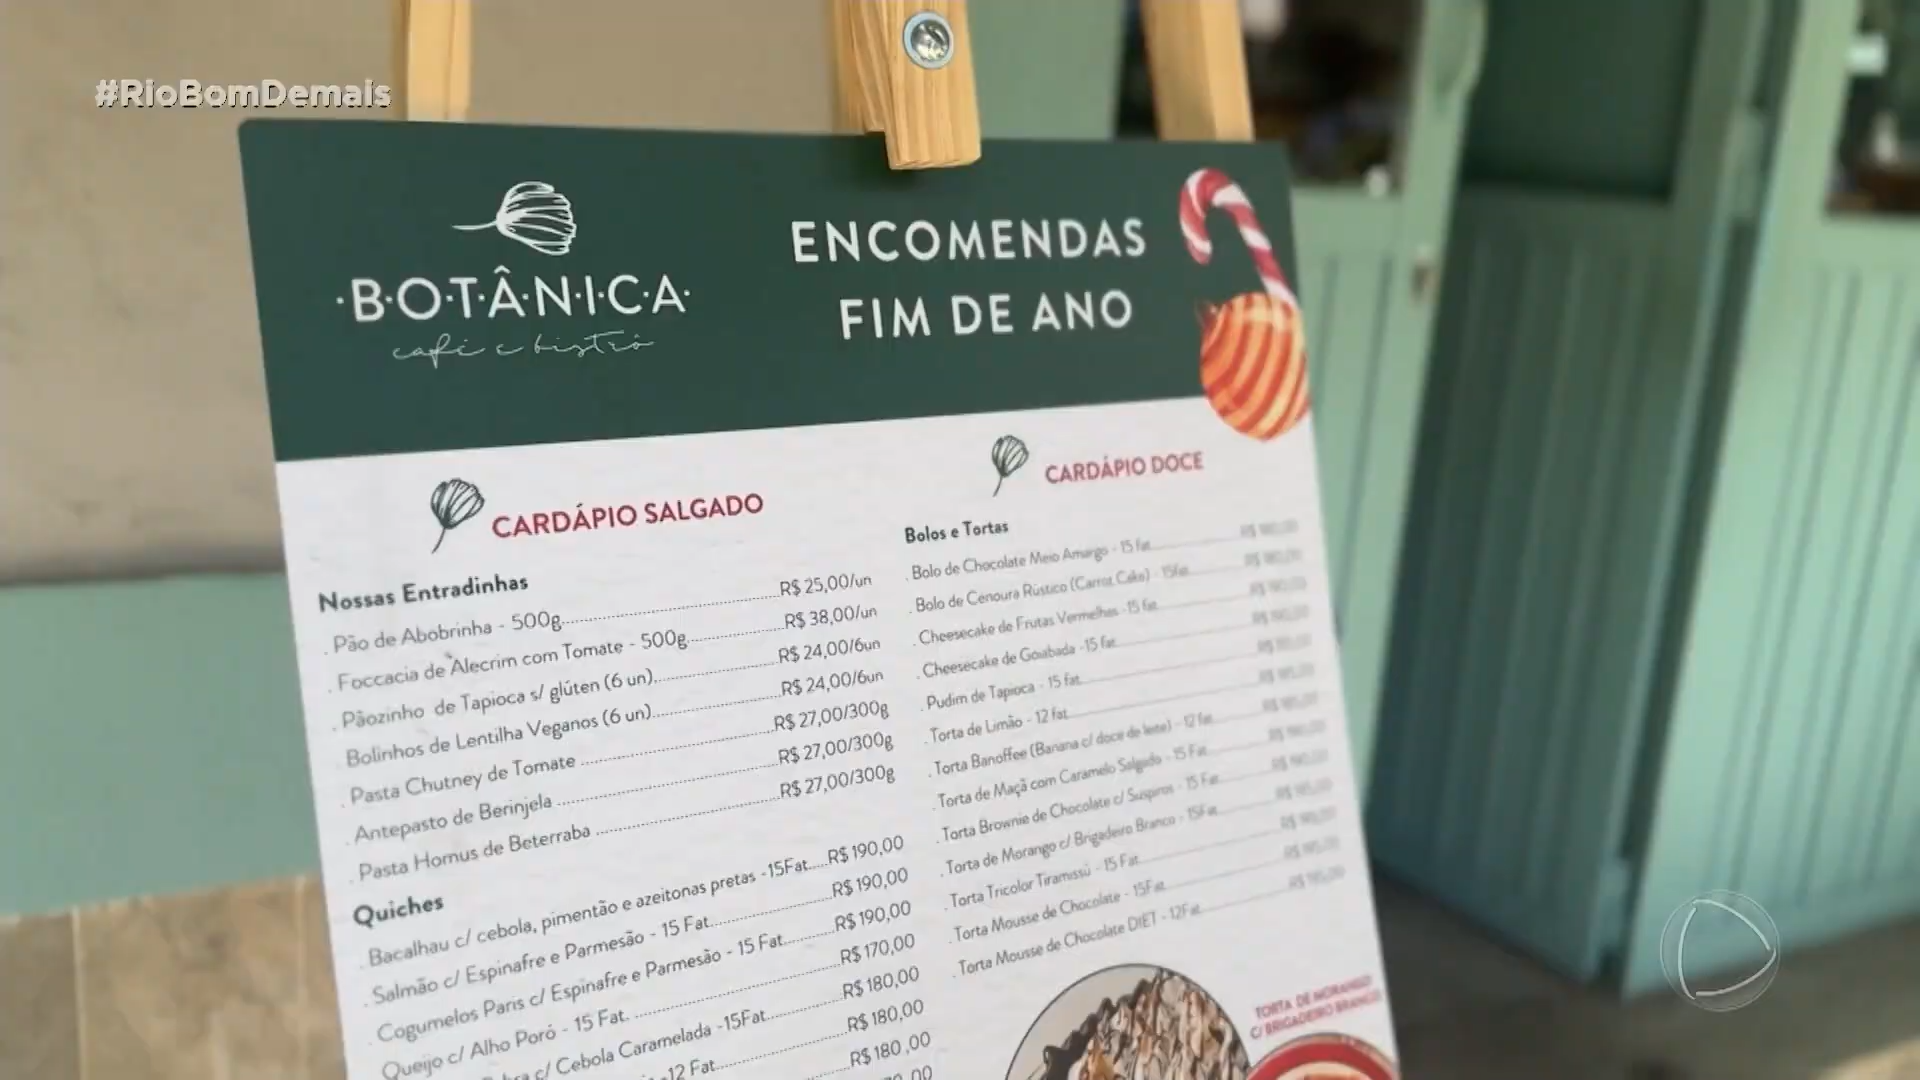 #RioBomDemais
·B·O·T·Â·N·I·C·A·
café e bistrô
ENCOMENDAS
FIM DE ANO
CARDÁPIO SALGADO
Nossas Entradinhas
. Pão de Abobrinha - 500g..........R$ 25,00/un
. Foccacia de Alecrim com Tomate - 500g..........R$ 38,00/un
. Pãozinho de Tapioca s/ glúten (6 un)..........R$ 24,00/6un
Bolinhos de Lentilha Veganos (6 un)..........R$ 24,00/6un
. Pasta Chutney de Tomate ..........R$ 27,00/300g
. Antepasto de Berinjela ..........R$ 27,00/300g
. Pasta Homus de Beterraba ..........R$ 27,00/300g
Quiches
. Bacalhau c/ cebola, pimentão e azeitonas pretas -15Fat....R$ 190,00
. Salmão c/ Espinafre e Parmesão - 15 Fat..........R$ 190,00
. Cogumelos Paris c/ Espinafre e Parmesão - 15 Fat..........R$ 190,00
Queijo c/ Alho Poró - 15 Fat. ..........R$ 170,00
c/ Cebola Caramelada -15Fat..........R$ 180,00
-12 Fat..........R$ 180,00
R$ 180,00
CARDÁPIO DOCE
Bolos e Tortas
. Bolo de Chocolate Meio Amargo - 15 fat
. Bolo de Cenoura Rústico (Carrot Cake) - 15fat
. Cheesecake de Frutas Vermelhas -15 fat
. Cheesecake de Goiabada -15 fat
. Pudim de Tapioca - 15 fat
. Torta de Limão - 12 fat
. Torta Banoffee (Banana c/ doce de leite) - 12 fat
. Torta de Maçã com Caramelo Salgado - 15 Fat
. Torta Brownie de Chocolate c/ Suspiros - 15 Fat
. Torta de Morango c/ Brigadeiro Branco - 15Fat
. Torta Tricolor Tiramissú - 15 Fat
. Torta Mousse de Chocolate - 15Fat
. Torta Mousse de Chocolate DIET - 12Fat
TORTA DE MORANGO
C/ BRIGADEIRO BRANCO